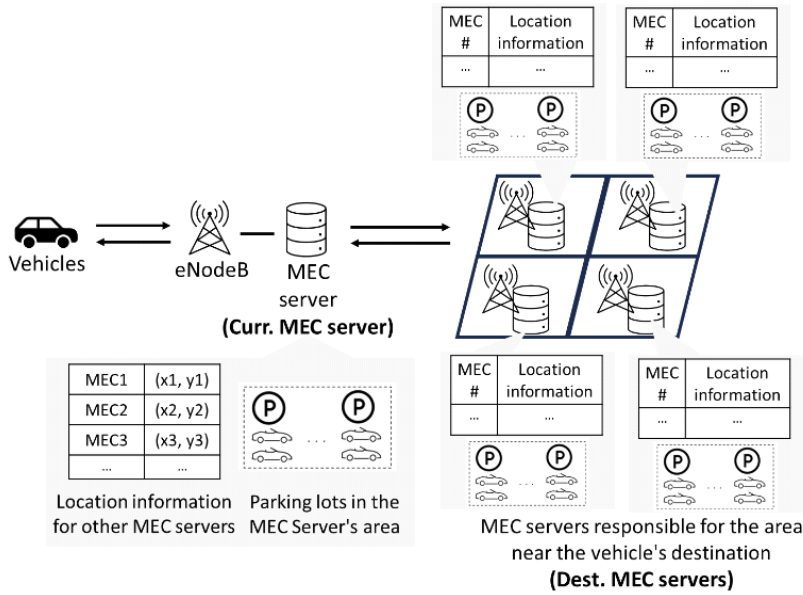 MEC
#
Location
information
...
...
P
...
P
MEC
#
Location
information
...
...
P
...
P
Vehicles
eNodeB
MEC
server
(Curr. MEC server)
MEC1
(x1, y1)
MEC2
(x2, y2)
MEC3
(x3, y3)
...
...
P
...
P
Location information
for other MEC servers
Parking lots in the
MEC Server's area
MEC
#
Location
information
...
...
P
...
P
MEC
#
Location
information
...
...
P
...
P
MEC servers responsible for the area
near the vehicle's destination
(Dest. MEC servers)